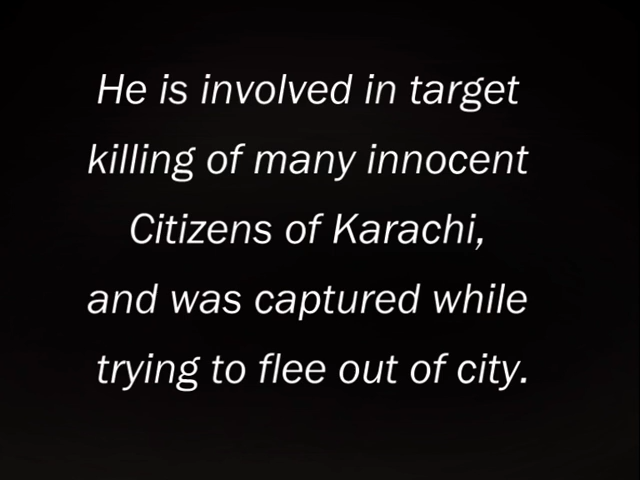 He is involved in target
killing of many innocent
Citizens of Karachi,
and was captured while
trying to flee out of city.